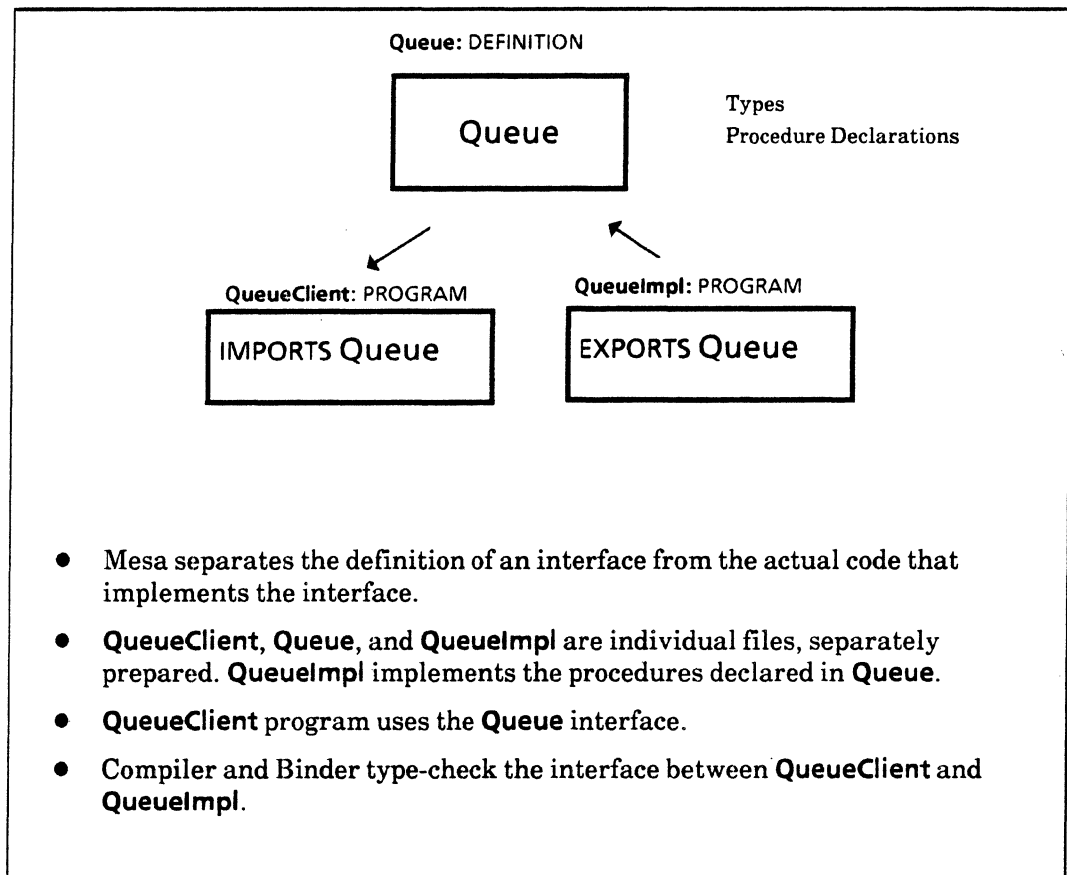 Queue: DEFINITION
Queue
Types
Procedure Declarations
QueueClient: PROGRAM
QueueImpl: PROGRAM
IMPORTS Queue
EXPORTS Queue
● Mesa separates the definition of an interface from the actual code that
implements the interface.
● QueueClient, Queue, and QueueImpl are individual files, separately
prepared. QueueImpl implements the procedures declared in Queue.
● QueueClient program uses the Queue interface.
● Compiler and Binder type-check the interface between QueueClient and
QueueImpl.